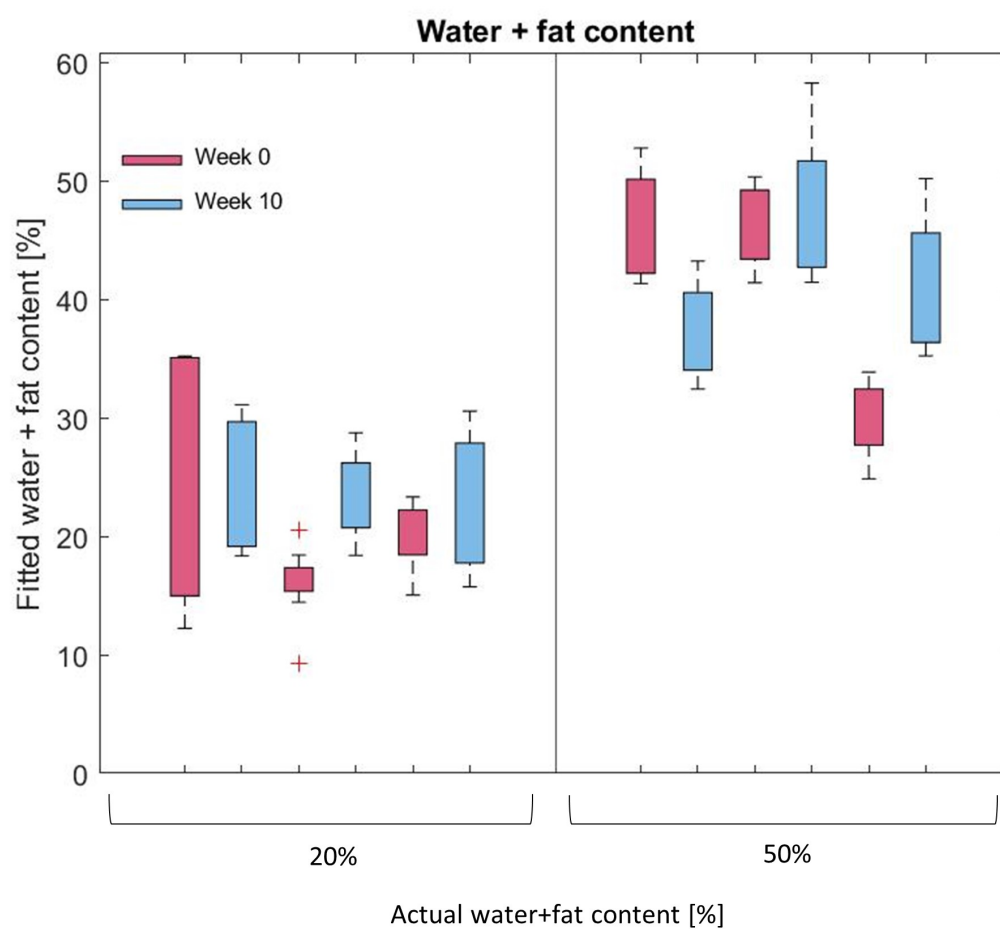 Water + fat content
60
50
40
30
20
10
0
Fitted water + fat content [%]
Week 0
Week 10
20%
50%
Actual water+fat content [%]